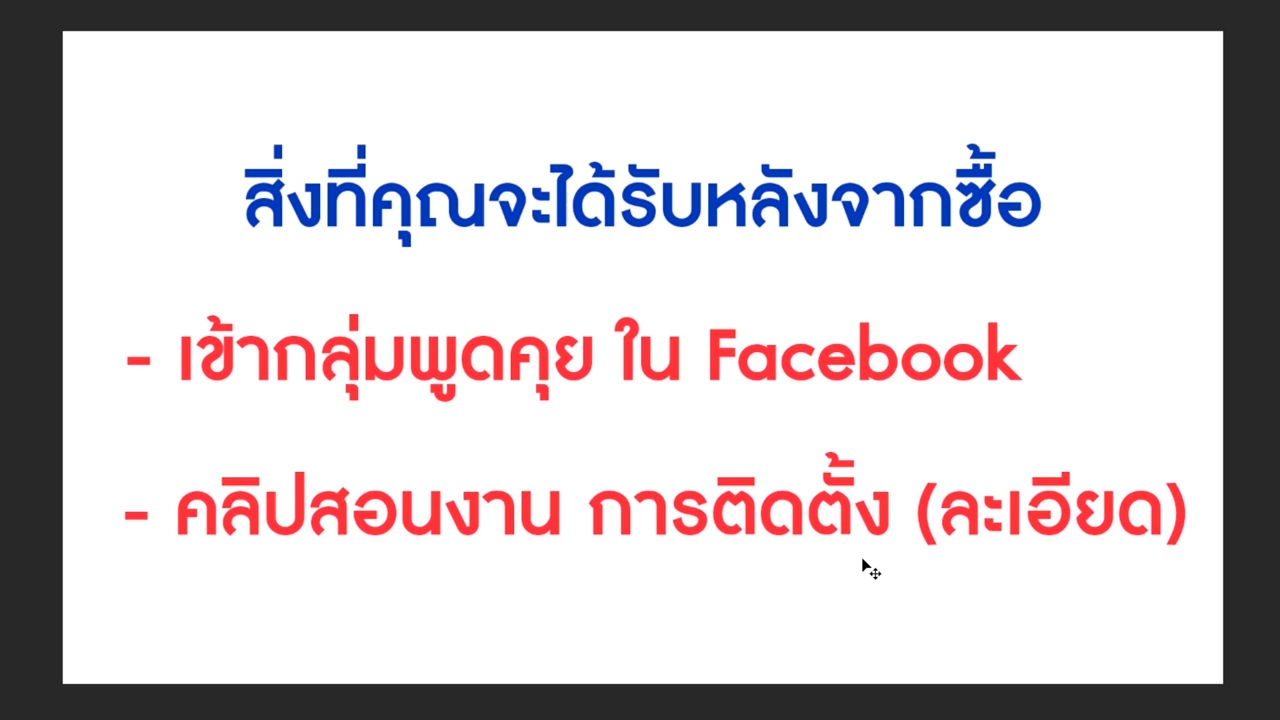 สิ่งที่คุณจะได้รับหลังจากซื้อ
- เข้ากลุ่มพูดคุย ใน Facebook
- คลิปสอนงาน การติดตั้ง (ละเอียด)